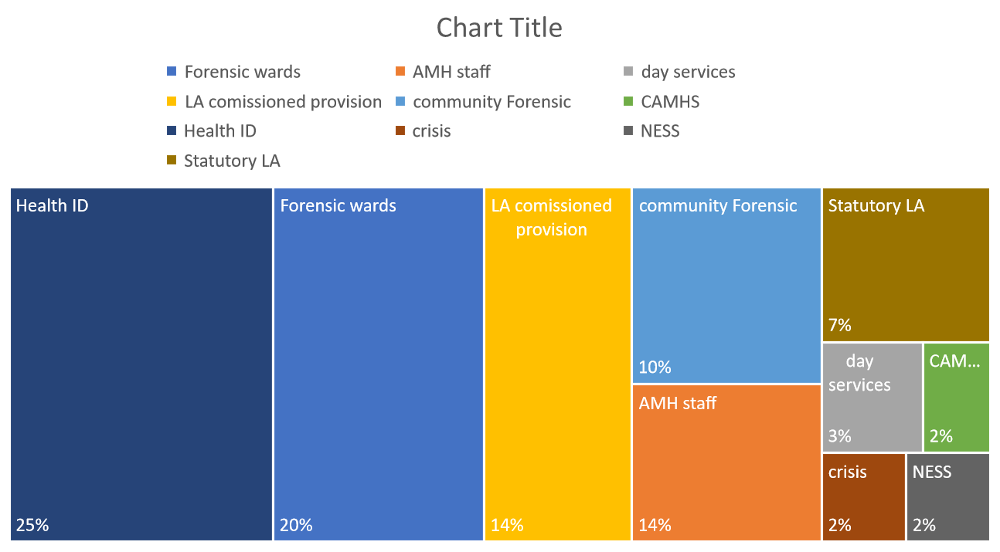 Chart Title
Forensic wards
AMH staff
day services
LA comissioned provision
community Forensic
CAMHS
Health ID
crisis
NESS
Statutory LA
Health ID
25%
Forensic wards
20%
LA comissioned
provision
14%
community Forensic
10%
AMH staff
14%
Statutory LA
7%
day
services
3%
CAM...
2%
crisis
2%
NESS
2%